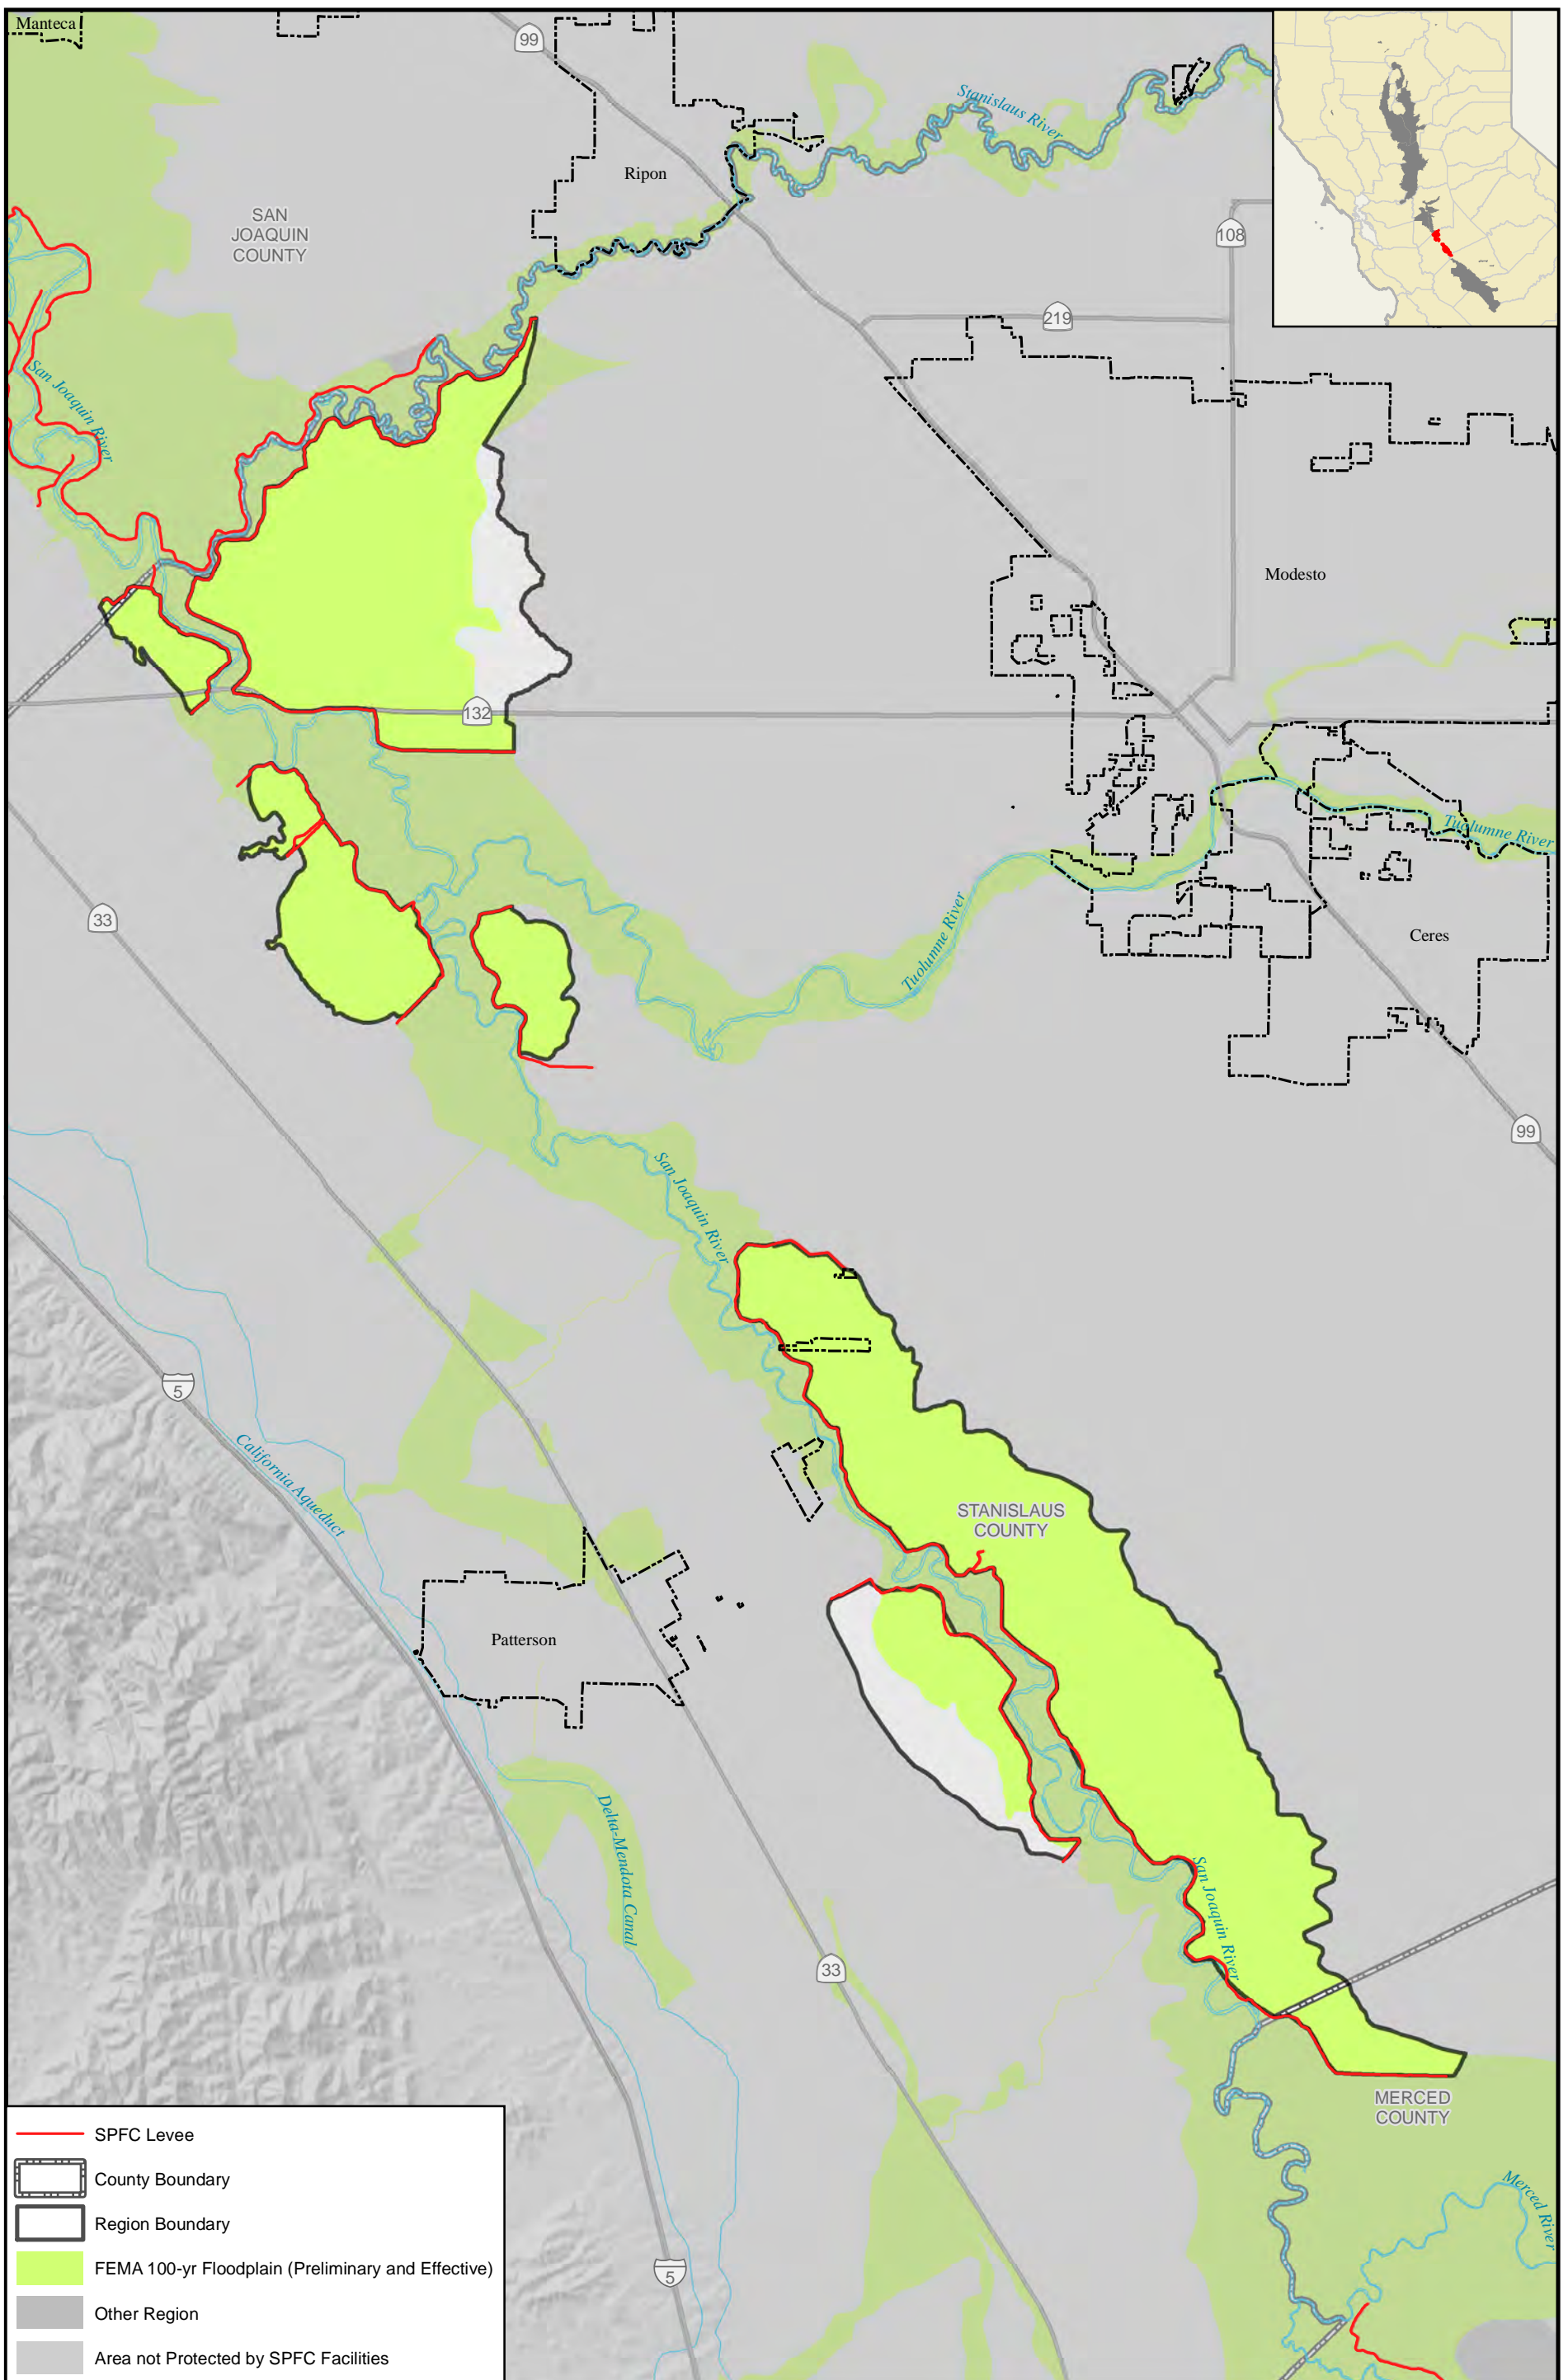 Manteca
99
Stanislaus River
Ripon
SAN
JOAQUIN
COUNTY
108
219
San Joaquin River
Modesto
132
Tuolumne River
33
Tuolumne River
Ceres
99
San Joaquin River
5
California Aqueduct
STANISLAUS
COUNTY
Patterson
Delta-Mendota Canal
San Joaquin River
33
MERCED
COUNTY
Merced River
5
SPFC Levee
County Boundary
Region Boundary
FEMA 100-yr Floodplain (Preliminary and Effective)
Other Region
Area not Protected by SPFC Facilities